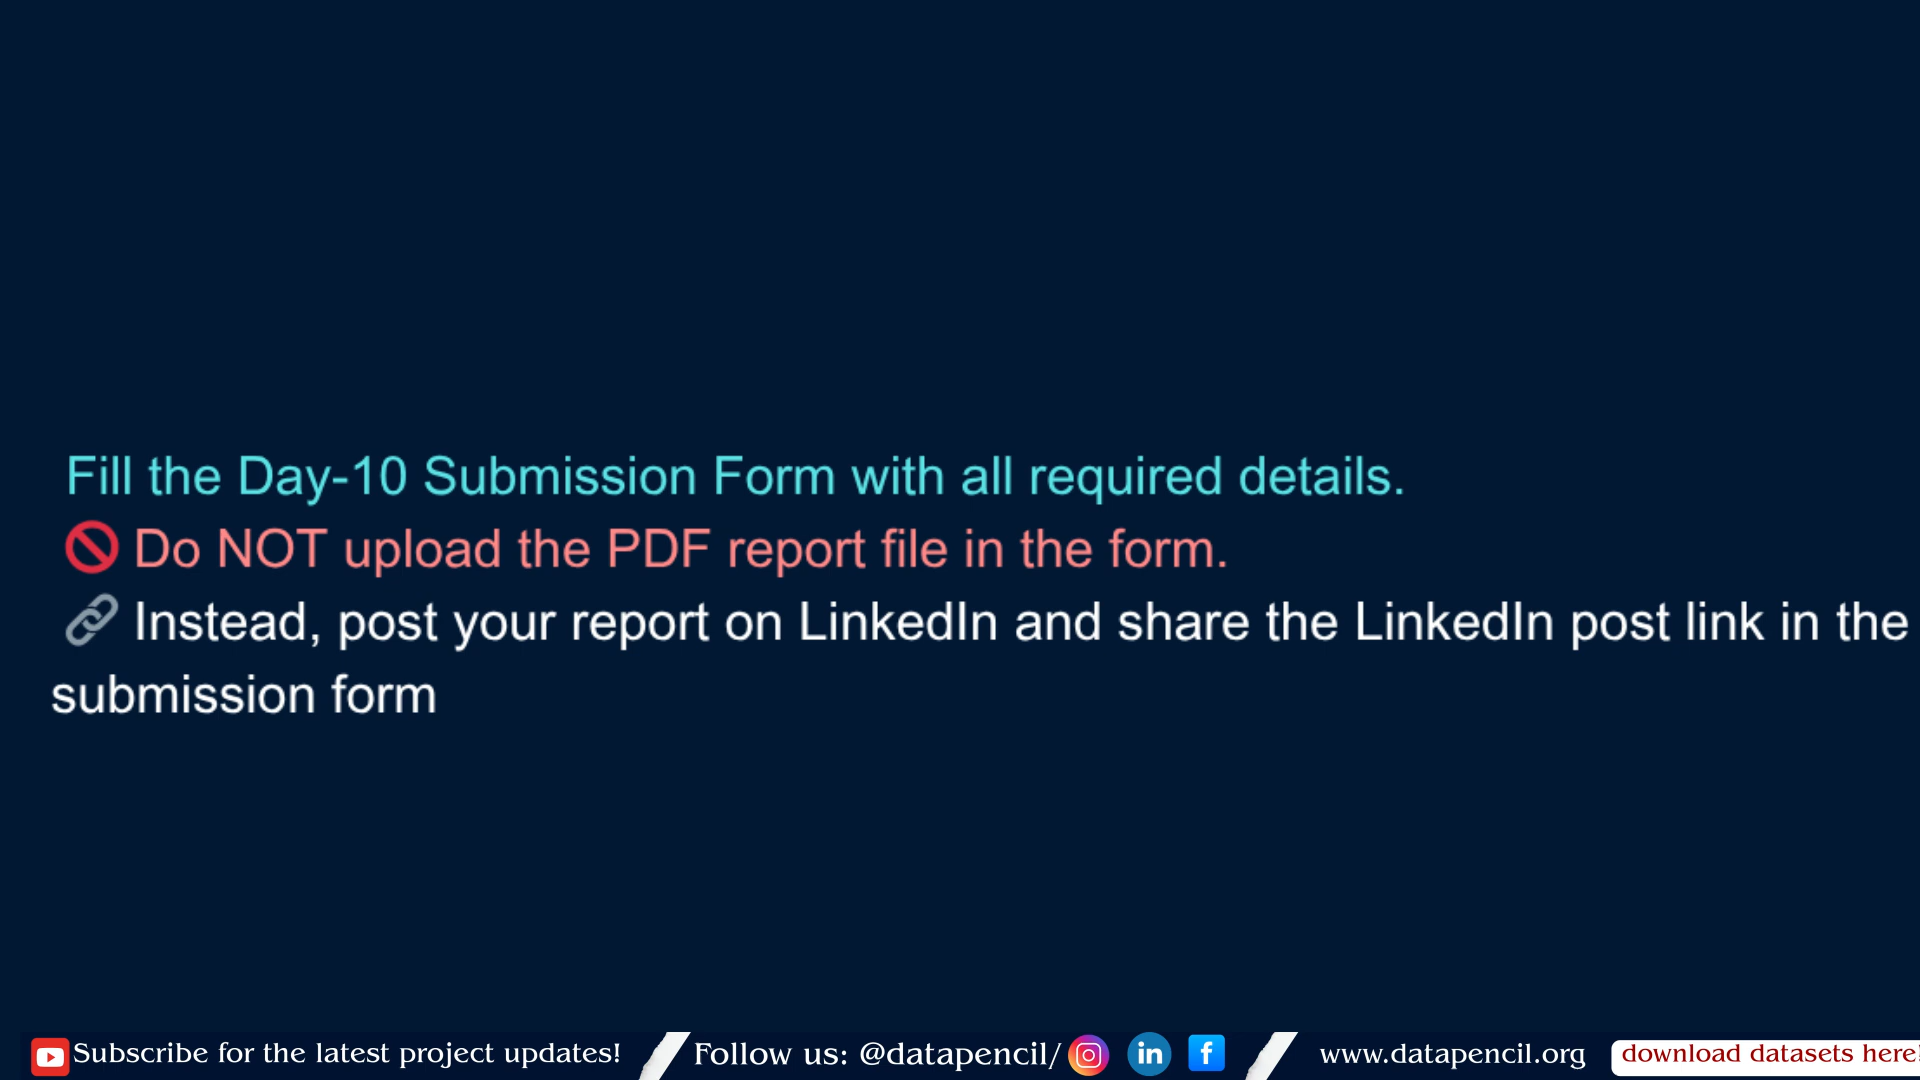 Fill the Day-10 Submission Form with all required details.
🚫 Do NOT upload the PDF report file in the form.
🔗 Instead, post your report on LinkedIn and share the LinkedIn post link in the
submission form
Subscribe for the latest project updates! Follow us: @datapencil/ www.datapencil.org download datasets here!